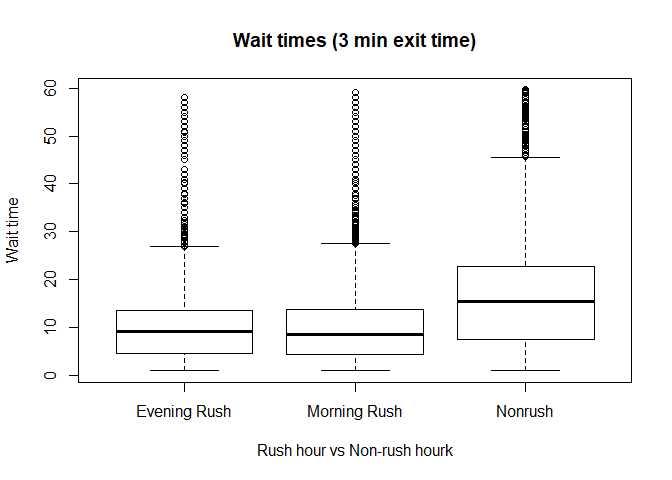 Wait times (3 min exit time)
Wait time
60
50
40
30
20
10
0
Evening Rush
Morning Rush
Nonrush
Rush hour vs Non-rush hourk